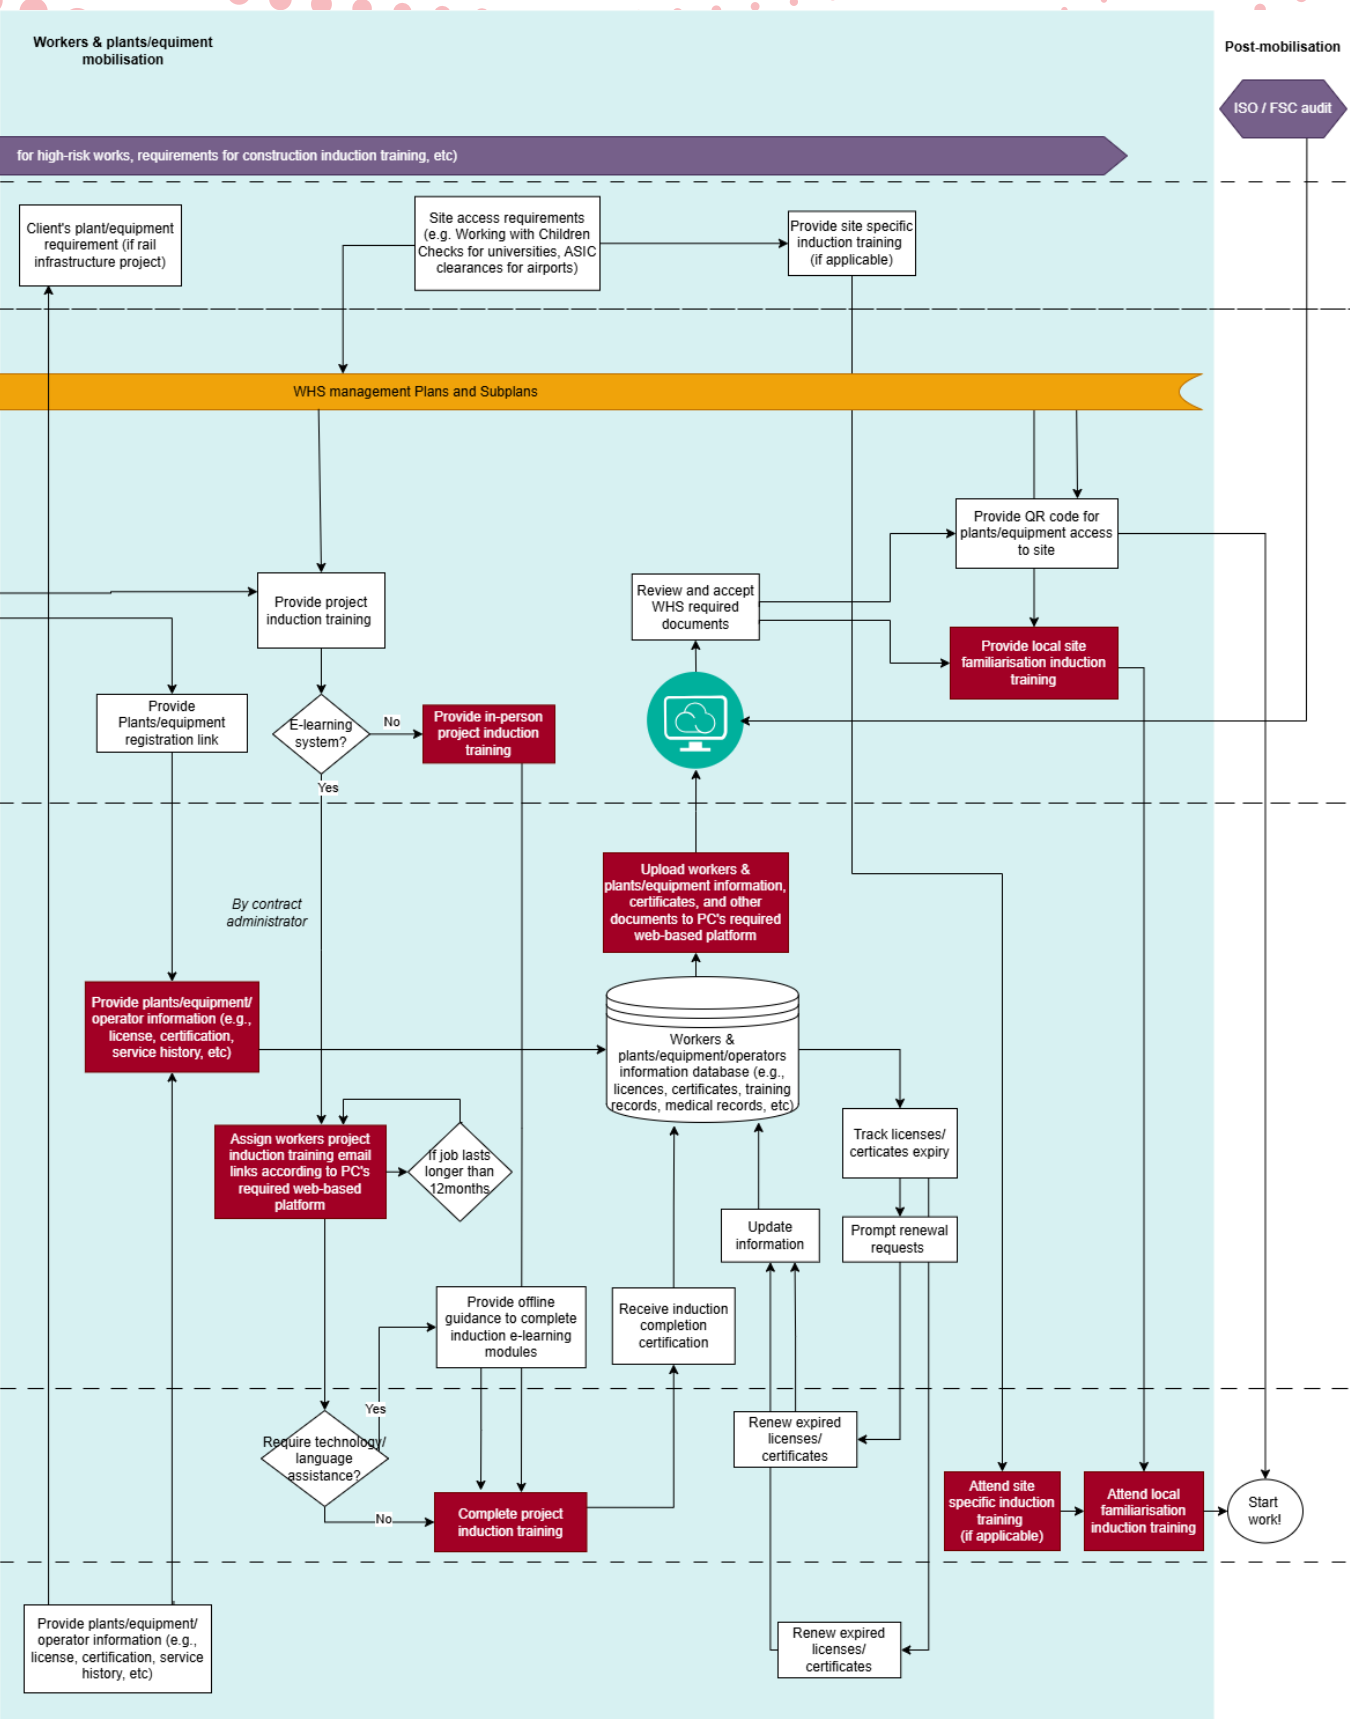 Workers & plants/equiment
mobilisation
Post-mobilisation
ISO / FSC audit
for high-risk works, requirements for construction induction training, etc)
Client's plant/equipment
requirement (if rail
infrastructure project)
Site access requirements
(e.g. Working with Children
Checks for universities, ASIC
clearances for airports)
Provide site specific
induction training
(if applicable)
WHS management Plans and Subplans
Provide QR code for
plants/equipment access
to site
Provide project
induction training
Review and accept
WHS required
documents
Provide local site
familiarisation induction
training
Provide
Plants/equipment
registration link
E-learning
system?
No
Provide in-person
project induction
training
Yes
By contract
administrator
Upload workers &
plants/equipment information,
certificates, and other
documents to PC's required
web-based platform
Provide plants/equipment/
operator information (e.g.,
license, certification,
service history, etc)
Workers &
plants/equipment/operators
information database (e.g.,
licences, certificates, training
records, medical records, etc)
Assign workers project
induction training email
links according to PC's
required web-based
platform
If job lasts
longer than
12months
Track licenses/
certicates expiry
Update
information
Prompt renewal
requests
Provide offline
guidance to complete
induction e-learning
modules
Receive induction
completion
certification
Yes
Require technology/
language
assistance?
Renew expired
licenses/
certificates
No
Complete project
induction training
Attend site
specific induction
training
(if applicable)
Attend local
familiarisation
induction training
Start
work!
Provide plants/equipment/
operator information (e.g.,
license, certification, service
history, etc)
Renew expired
licenses/
certificates